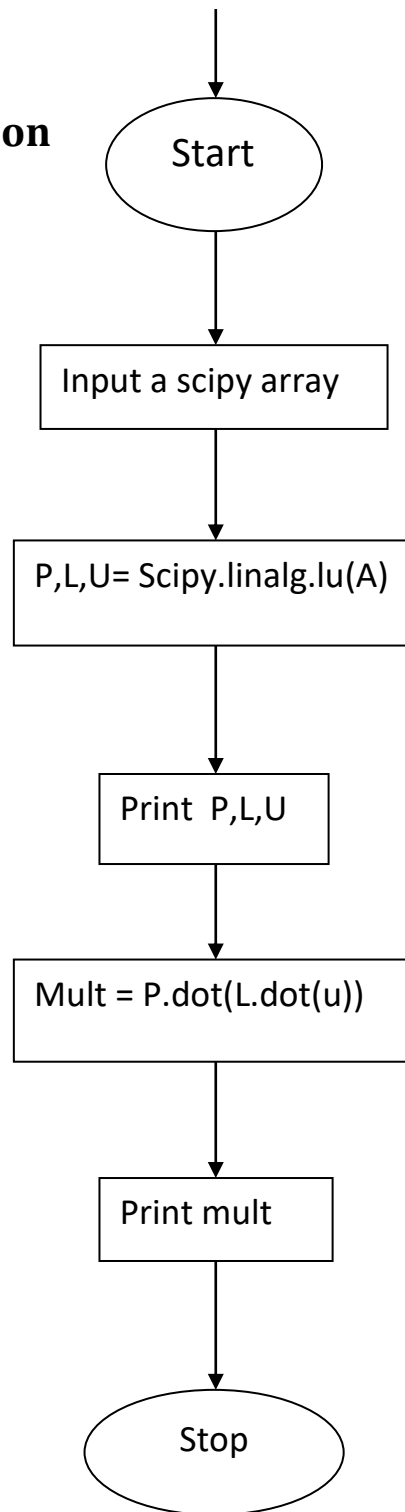 on
Start
Input a scipy array
P,L,U= Scipy.linalg.lu(A)
Print P,L,U
Mult = P.dot(L.dot(u))
Print mult
Stop